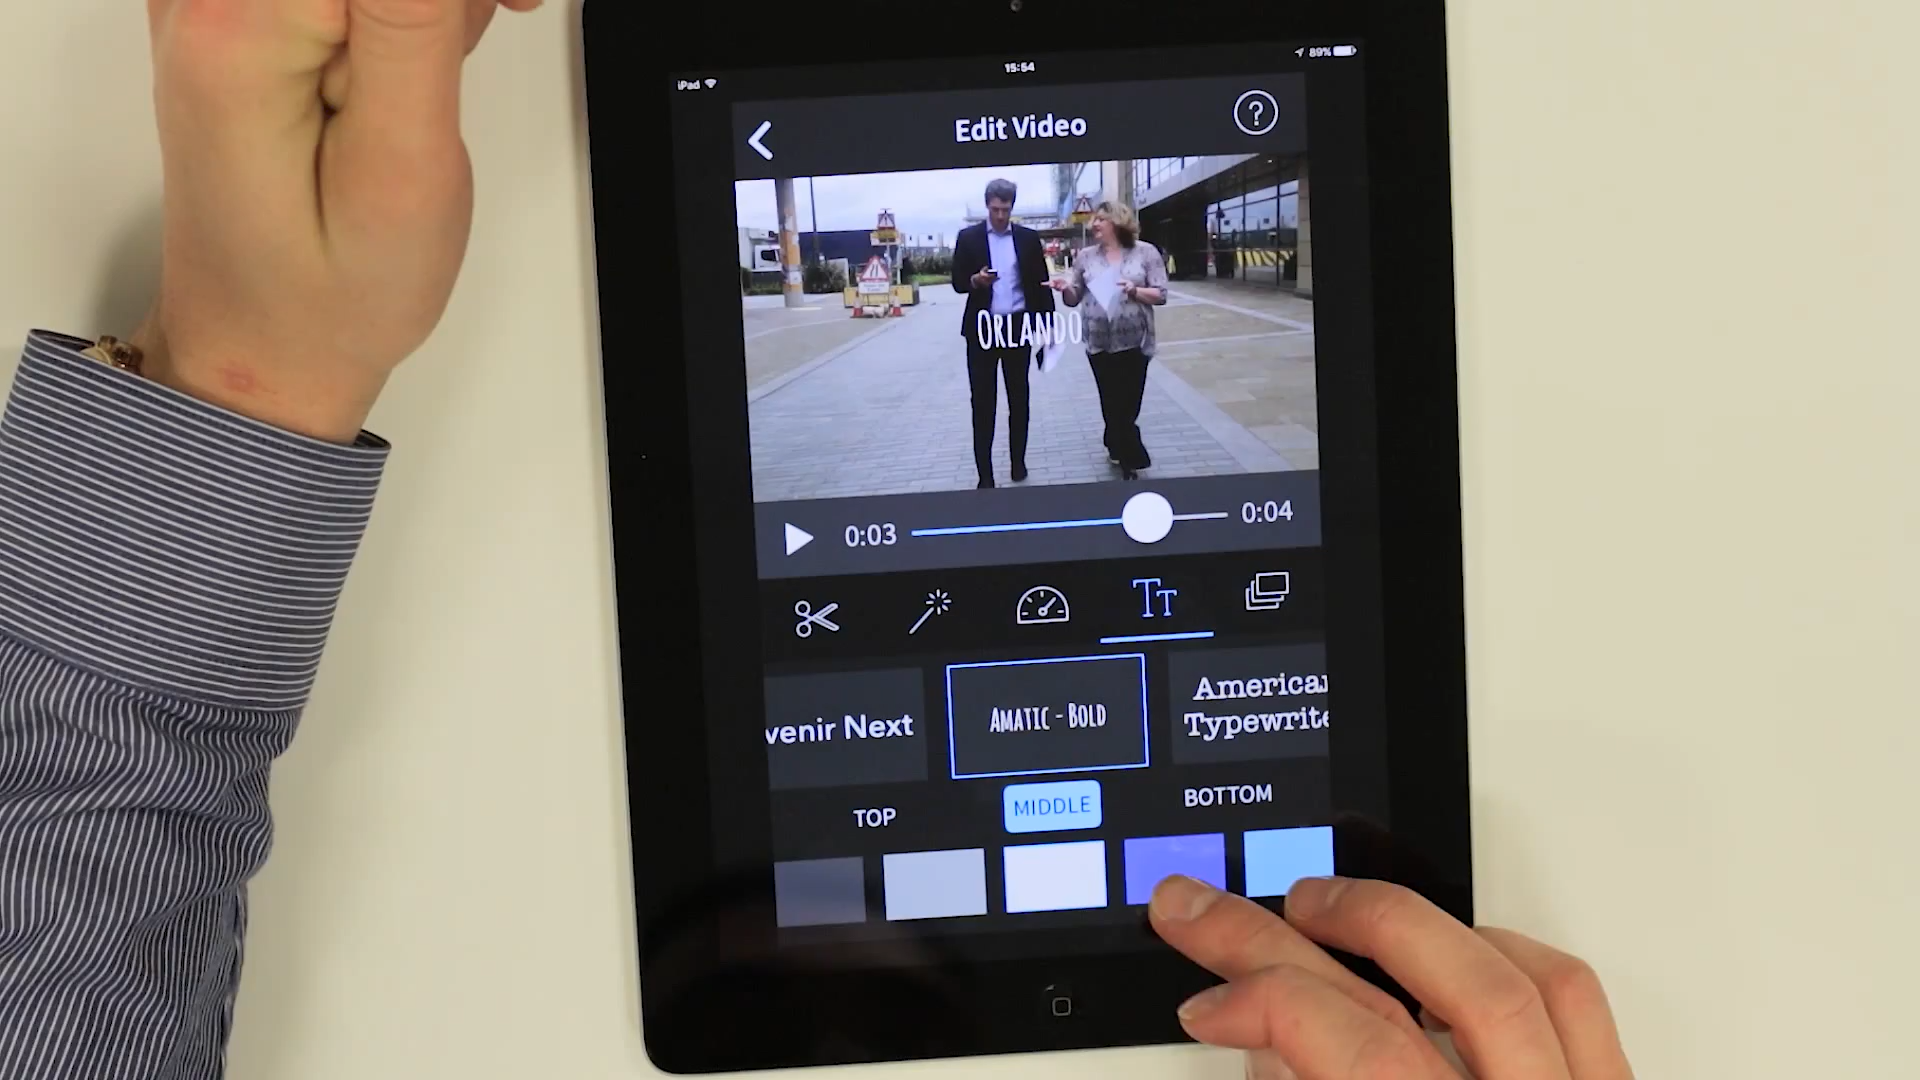 iPad
15:54
89%
Edit Video
?
ORLANDO
0:03
0:04
TT
venir Next
AMATIC - BOLD
American
Typewrite
TOP
MIDDLE
BOTTOM